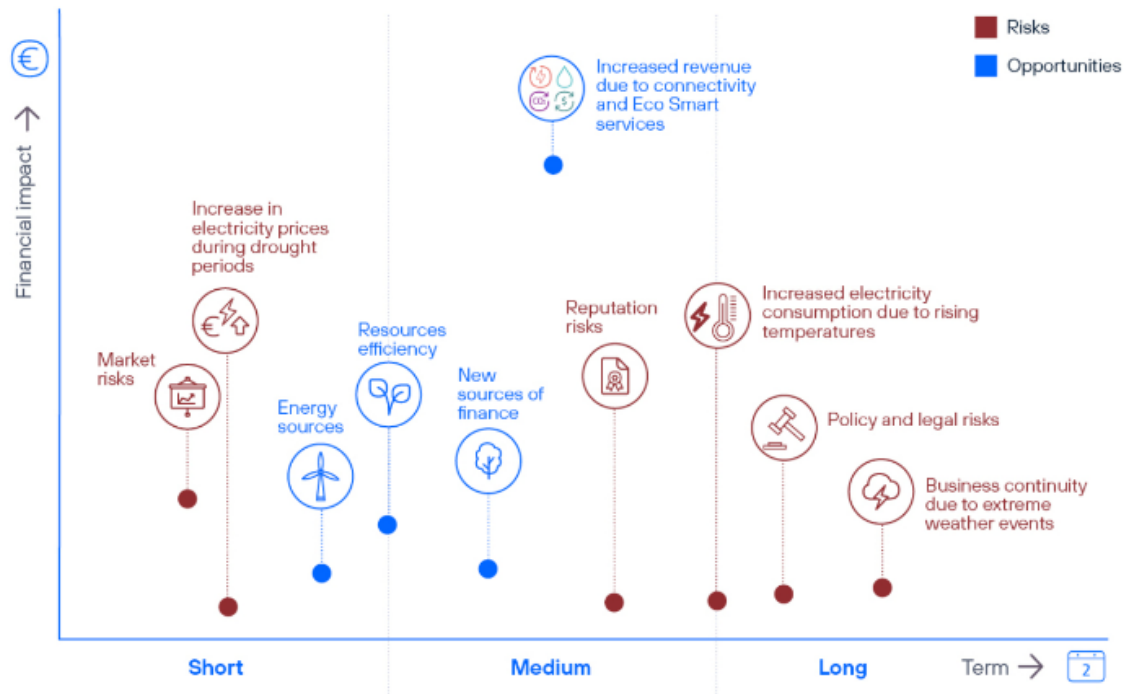 Risks
Opportunities
€
Financial impact
Increased revenue
due to connectivity
and Eco Smart
services
CO₂
$
Increase in
electricity prices
during drought
periods
€
Market
risks
Energy
sources
Resources
efficiency
New
sources of
finance
Reputation
risks
Increased electricity
consumption due to rising
temperatures
Policy and legal risks
Business continuity
due to extreme
weather events
Short
Medium
Long
Term
2